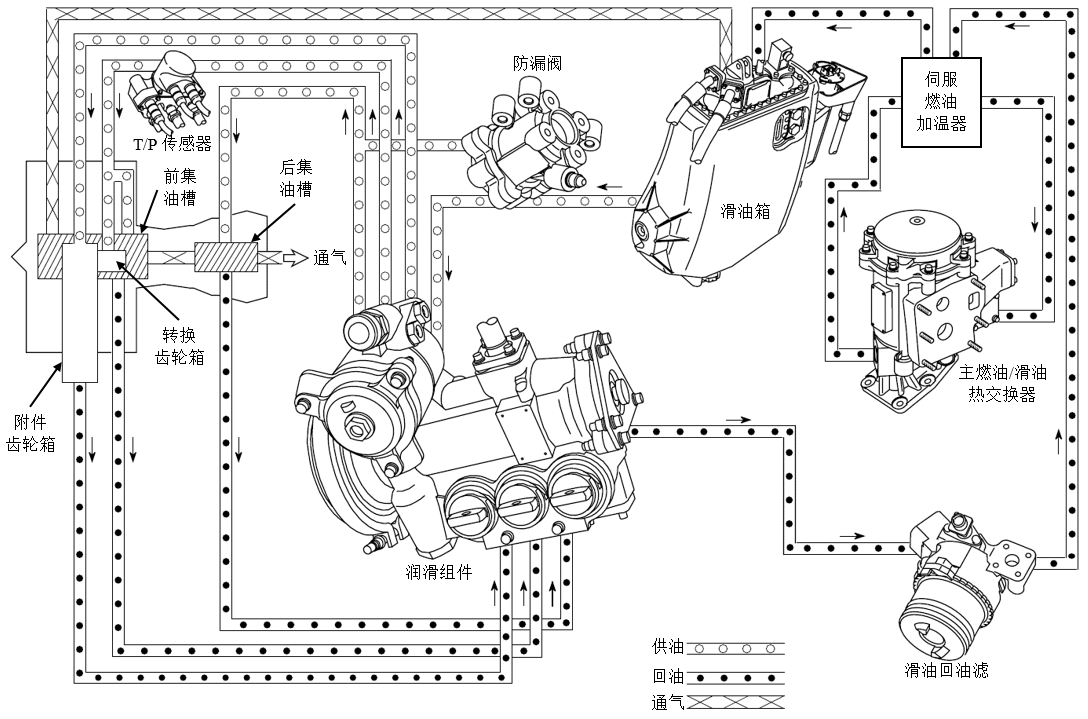 防漏阀
伺服
燃油
加温器
T/P 传感器
前集
油槽
后集
油槽
滑油箱
通气
转换
齿轮箱
主燃油/滑油
热交换器
附件
齿轮箱
润滑组件
供油
回油
通气
滑油回油滤